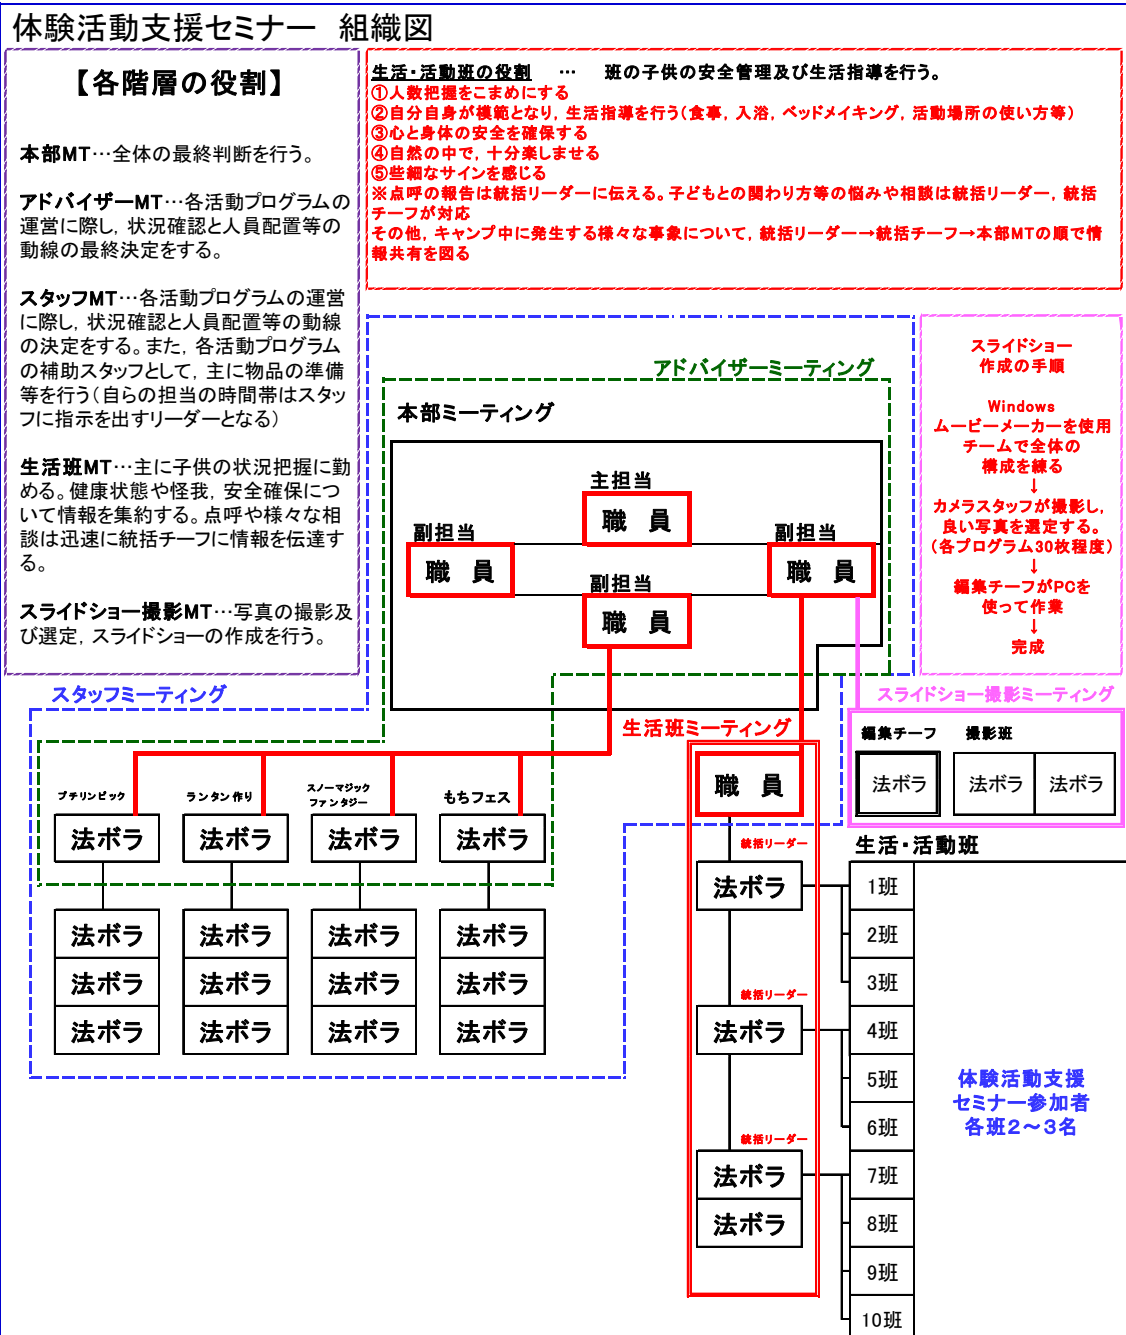 体験活動支援セミナー　組織図
【各階層の役割】
本部MT…全体の最終判断を行う。
アドバイザーMT…各活動プログラムの
運営に際し，状況確認と人員配置等の
動線の最終決定をする。
スタッフMT…各活動プログラムの運営
に際し，状況確認と人員配置等の動線
の決定をする。また，各活動プログラム
の補助スタッフとして，主に物品の準備
等を行う（自らの担当の時間帯はスタッ
フに指示を出すリーダーとなる）
生活班MT…主に子供の状況把握に勤
める。健康状態や怪我，安全確保につ
いて情報を集約する。点呼や様々な相
談は迅速に統括チーフに情報を伝達す
る。
スライドショー撮影MT…写真の撮影及
び選定，スライドショーの作成を行う。
生活・活動班の役割　…　班の子供の安全管理及び生活指導を行う。
①人数把握をこまめにする
②自分自身が模範となり，生活指導を行う（食事，入浴，ベッドメイキング，活動場所の使い方等）
③心と身体の安全を確保する
④自然の中で，十分楽しませる
⑤些細なサインを感じる
※点呼の報告は統括リーダーに伝える。子どもとの関わり方等の悩みや相談は統括リーダー，統括
チーフが対応
その他，キャンプ中に発生する様々な事象について，統括リーダー→統括チーフ→本部MTの順で情
報共有を図る
スライドショー
作成の手順
Windows
ムービーメーカーを使用
チームで全体の
構成を練る
↓
カメラスタッフが撮影し，
良い写真を選定する。
（各プログラム30枚程度）
↓
編集チーフがPCを
使って作業
↓
完成
アドバイザーミーティング
本部ミーティング
主担当
職　員
副担当
職　員
副担当
職　員
副担当
職　員
スタッフミーティング
スライドショー撮影ミーティング
生活班ミーティング
編集チーフ　撮影班
法ボラ　法ボラ　法ボラ
職　員
プチリンピック
ランタン作り
スノーマジック
ファンタジー
もちフェス
法ボラ　法ボラ　法ボラ　法ボラ
法ボラ　法ボラ　法ボラ　法ボラ
法ボラ　法ボラ　法ボラ　法ボラ
法ボラ　法ボラ　法ボラ　法ボラ
統括リーダー
法ボラ
統括リーダー
法ボラ
統括リーダー
法ボラ
法ボラ
生活・活動班
1班
2班
3班
4班
5班
6班
7班
8班
9班
10班
体験活動支援
セミナー参加者
各班２～３名